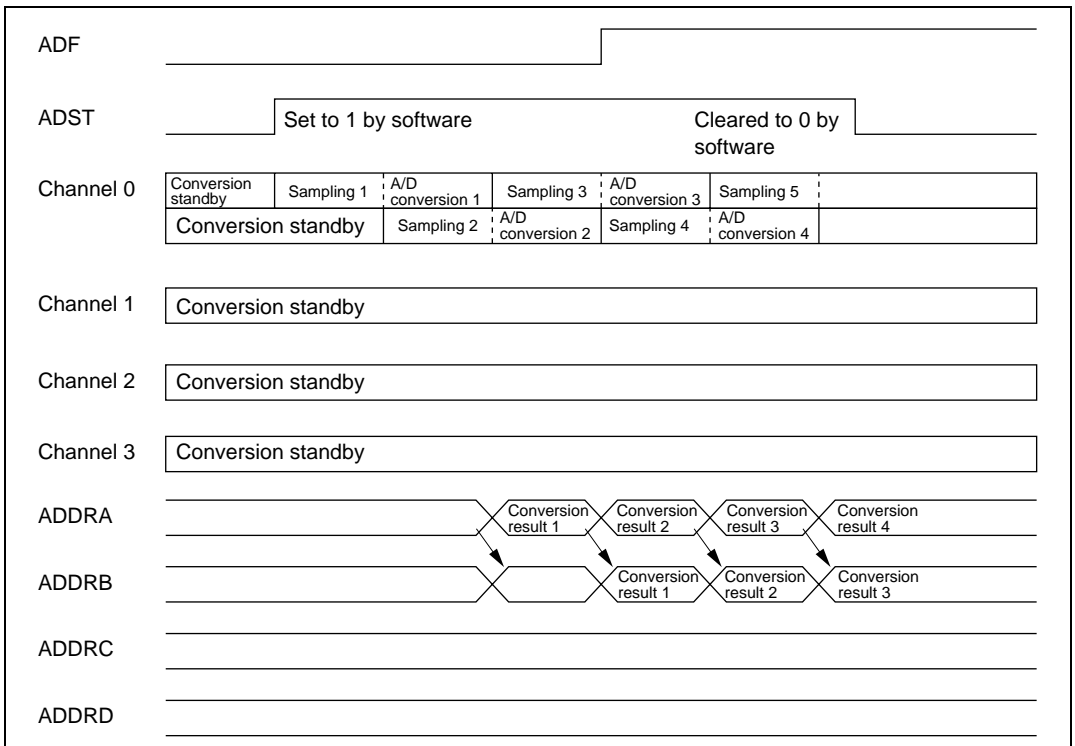 ADF
ADST
Set to 1 by software
Cleared to 0 by
software
Channel 0
Conversion
standby
Sampling 1
A/D
conversion 1
Sampling 3
A/D
conversion 3
Sampling 5
Conversion standby
Sampling 2
A/D
conversion 2
Sampling 4
A/D
conversion 4
Channel 1
Conversion standby
Channel 2
Conversion standby
Channel 3
Conversion standby
ADDRA
Conversion
result 1
Conversion
result 2
Conversion
result 3
Conversion
result 4
ADDRB
Conversion
result 1
Conversion
result 2
Conversion
result 3
ADDRC
ADDRD